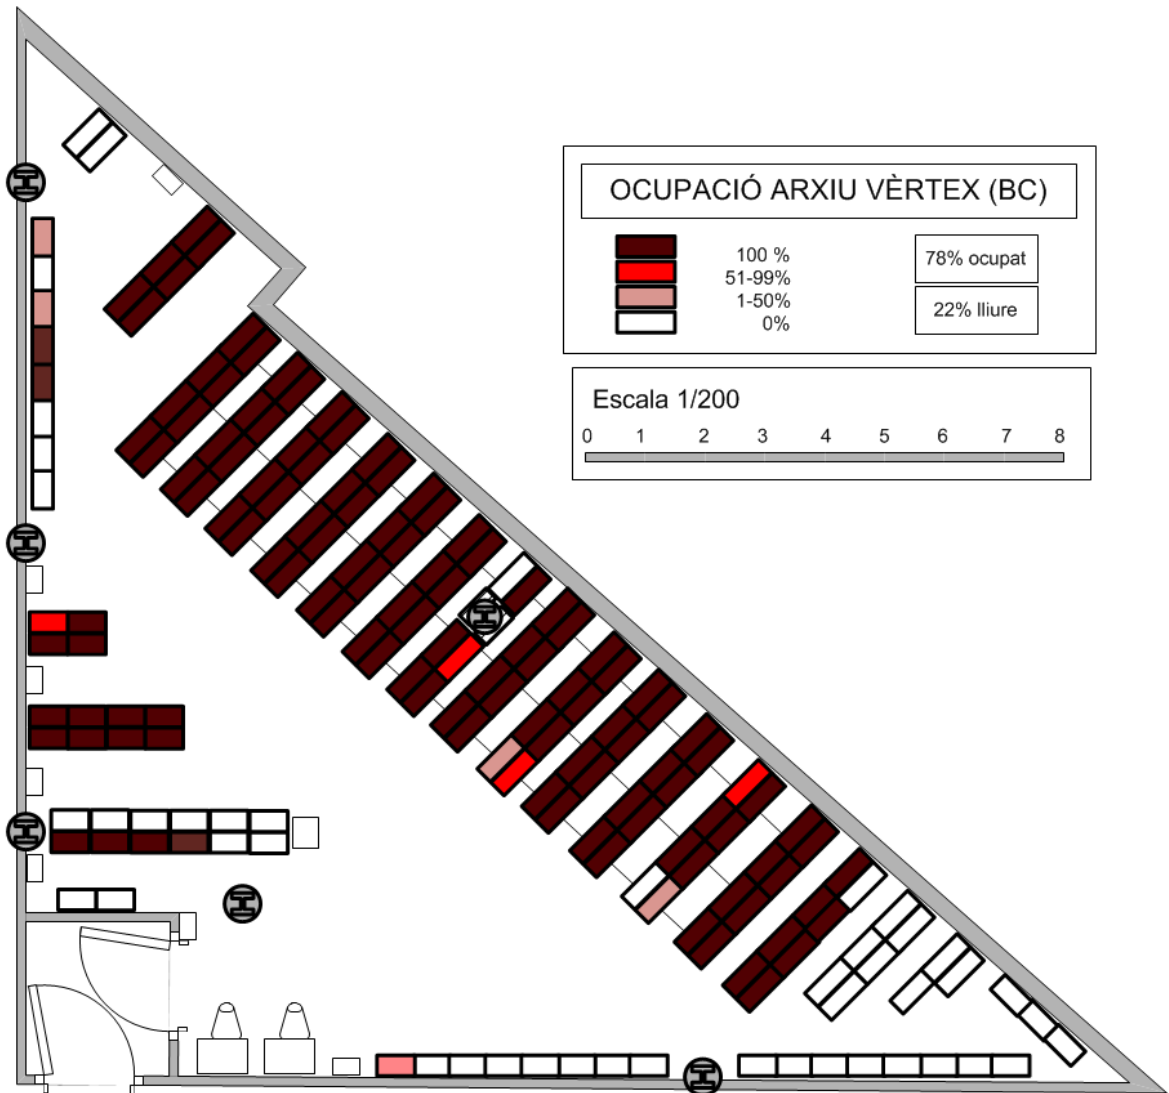 OCUPACIÓ ARXIU VÈRTEX (BC)
100 %
51-99%
1-50%
0%
78% ocupat
22% lliure
Escala 1/200
0 1 2 3 4 5 6 7 8